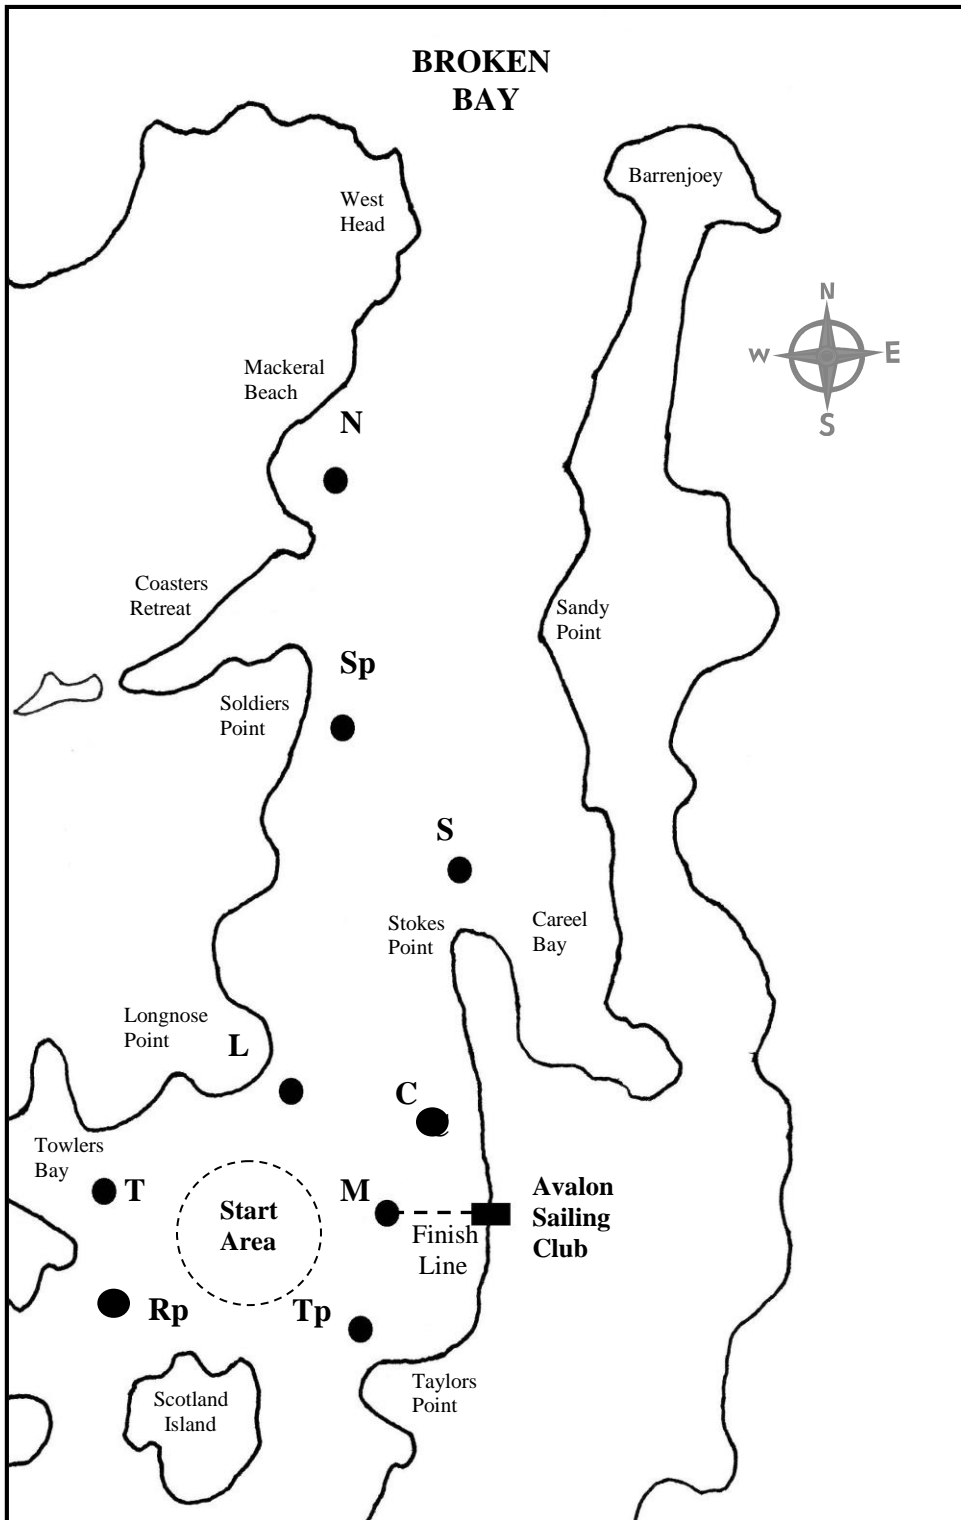 BROKEN
BAY
Barrenjoey
West
Head
N
W
E
S
Mackeral
Beach
N
Coasters
Retreat
Sandy
Point
Sp
Soldiers
Point
S
Stokes
Point
Careel
Bay
Longnose
Point
L
C
Towlers
Bay
T
Start
Area
M
Finish
Line
Avalon
Sailing
Club
Rp
Tp
Taylors
Point
Scotland
Island